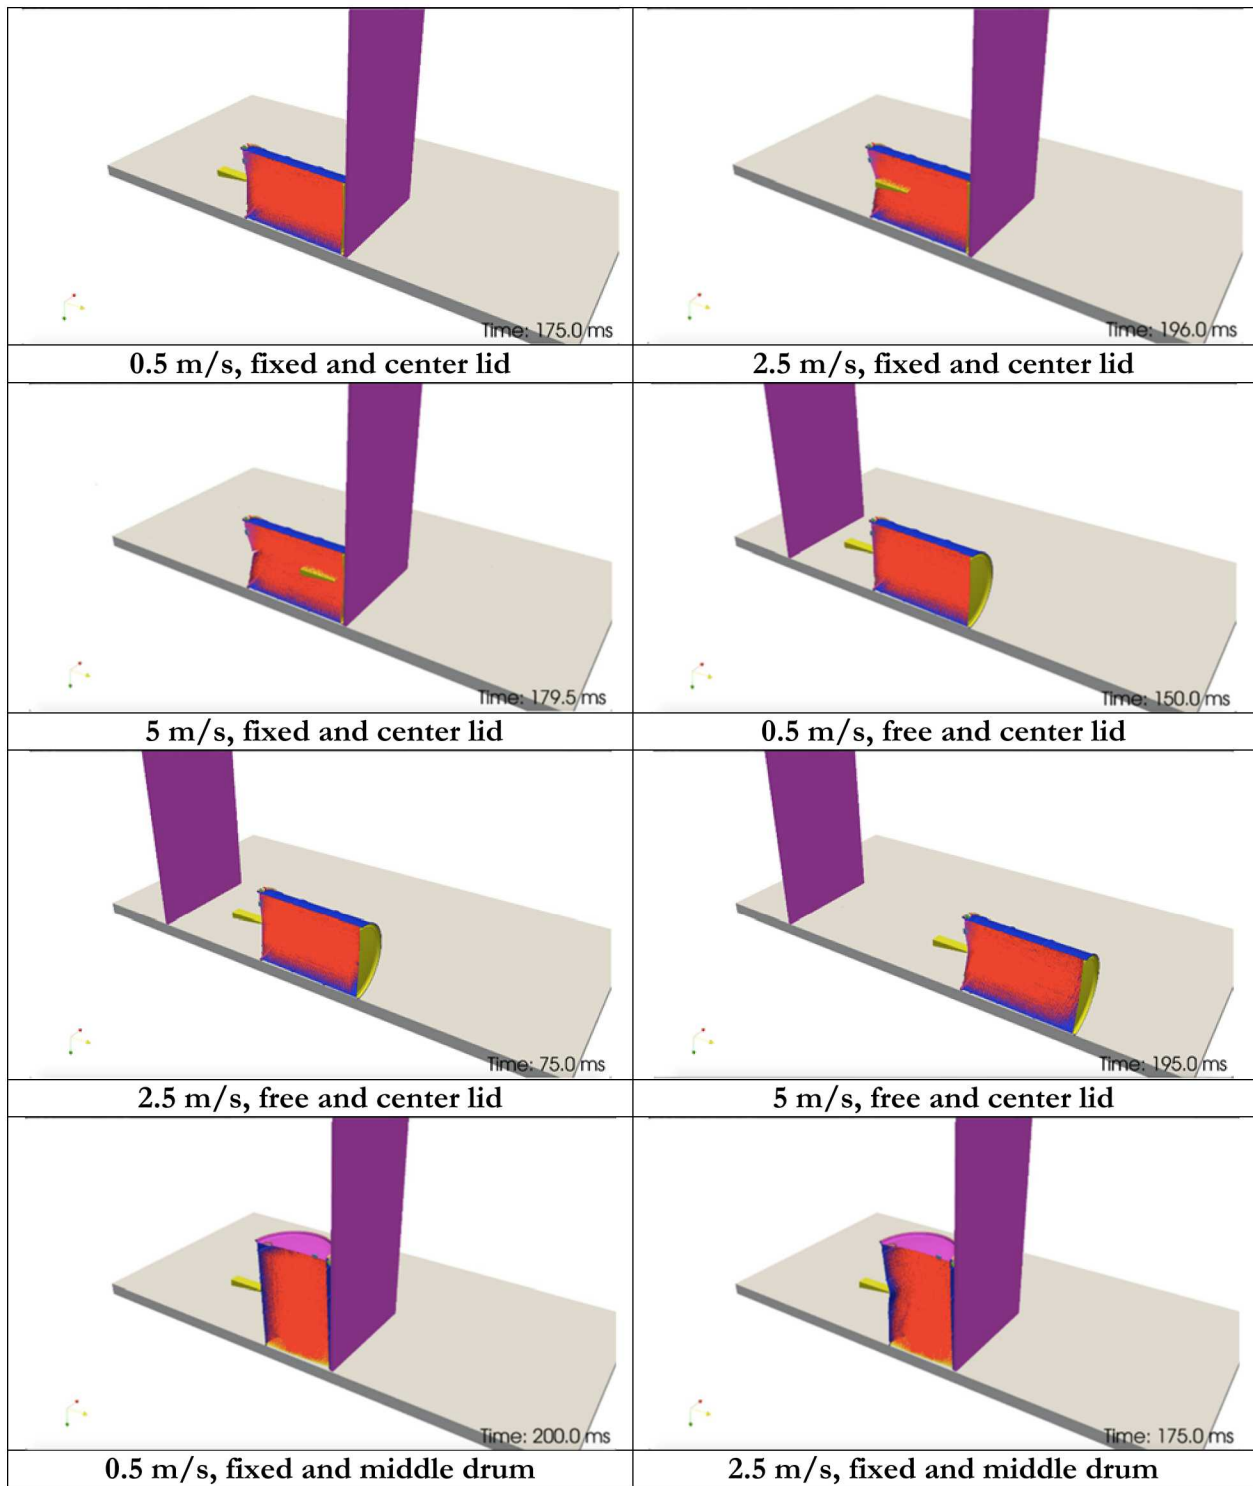 Time: 175.0 ms
Time: 196.0 ms
0.5 m/s, fixed and center lid
2.5 m/s, fixed and center lid
Time: 179.5 ms
Time: 150.0 ms
5 m/s, fixed and center lid
0.5 m/s, free and center lid
Time: 75.0 ms
Time: 195.0 ms
2.5 m/s, free and center lid
5 m/s, free and center lid
Time: 200.0 ms
Time: 175.0 ms
0.5 m/s, fixed and middle drum
2.5 m/s, fixed and middle drum